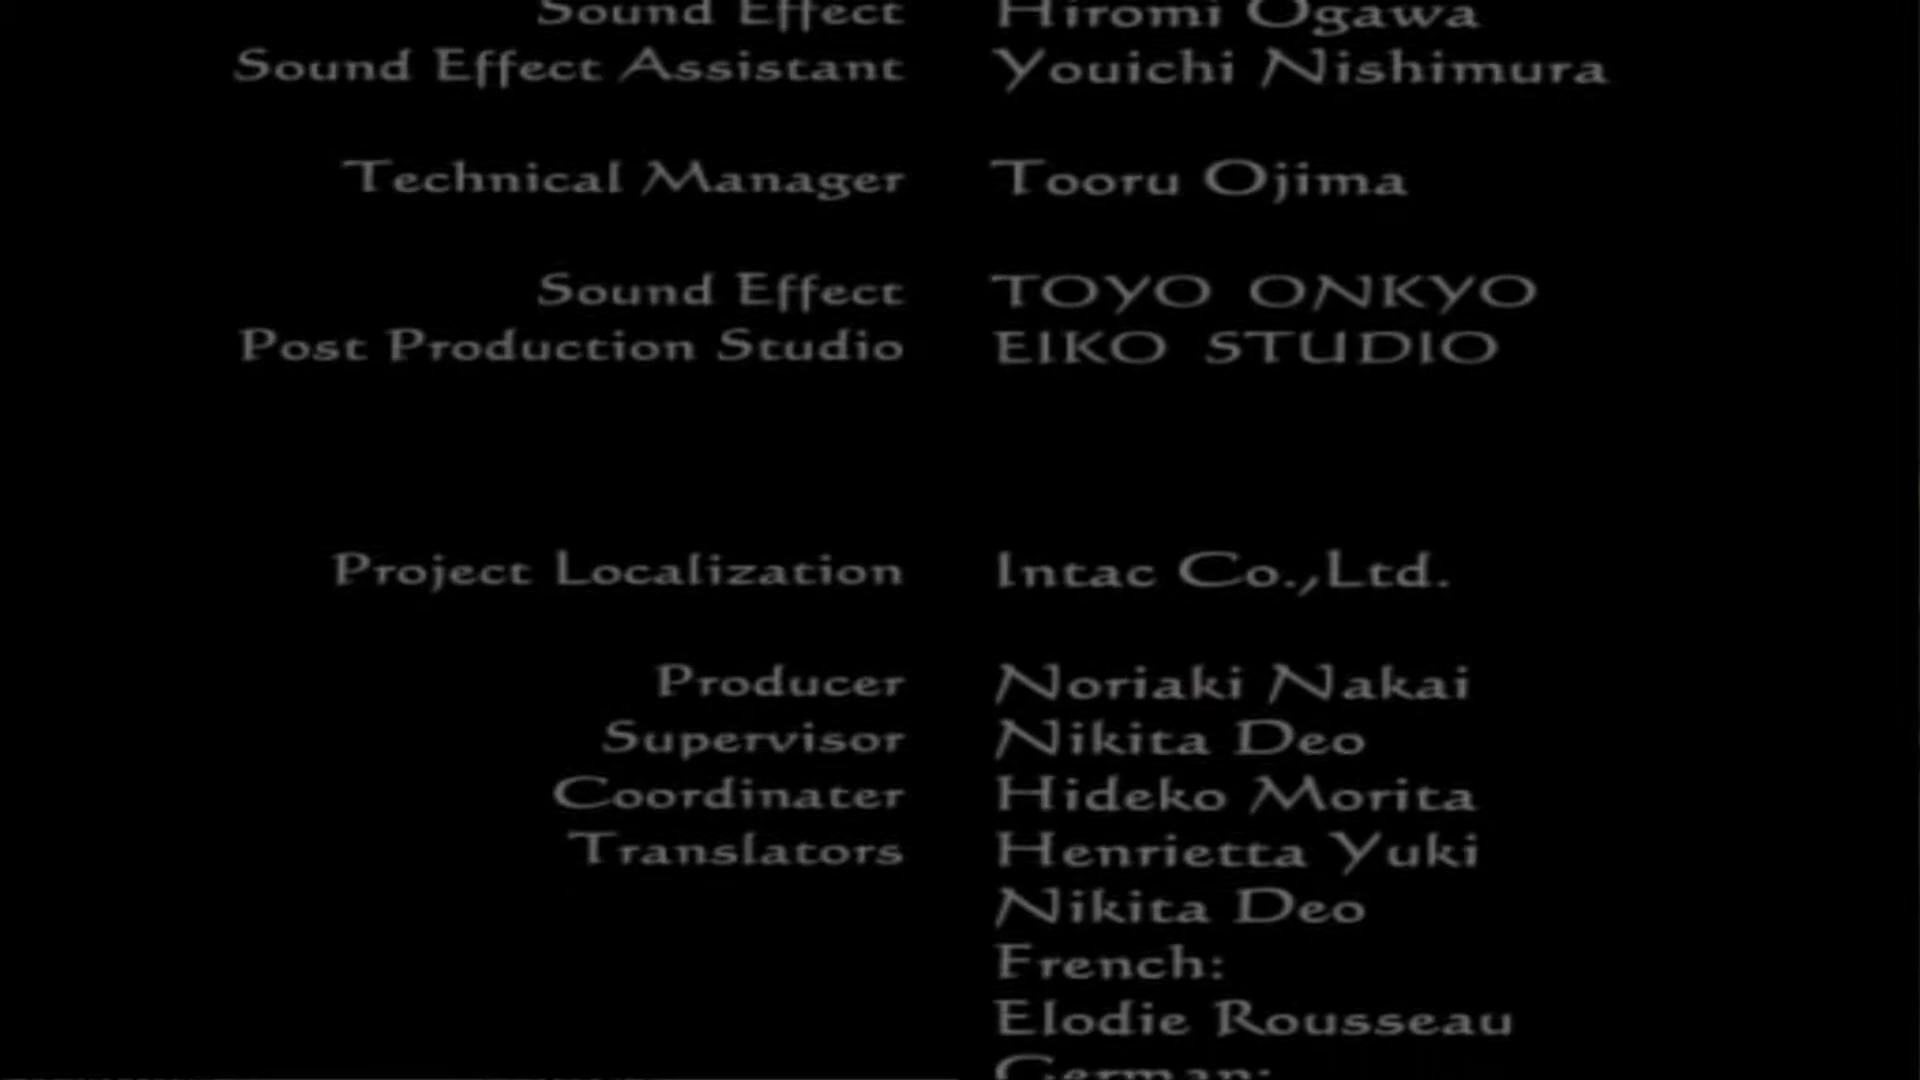 Sound Effect Hiromi Ogawa
Sound Effect Assistant Youichi Nishimura
Technical Manager Tooru Ojima
Sound Effect TOYO ONKYO
Post Production Studio EIKO STUDIO
Project Localization Intac Co.,Ltd.
Producer Noriaki Nakai
Supervisor Nikita Deo
Coordinater Hideko Morita
Translators Henrietta Yuki
Nikita Deo
French:
Elodie Rousseau
German: